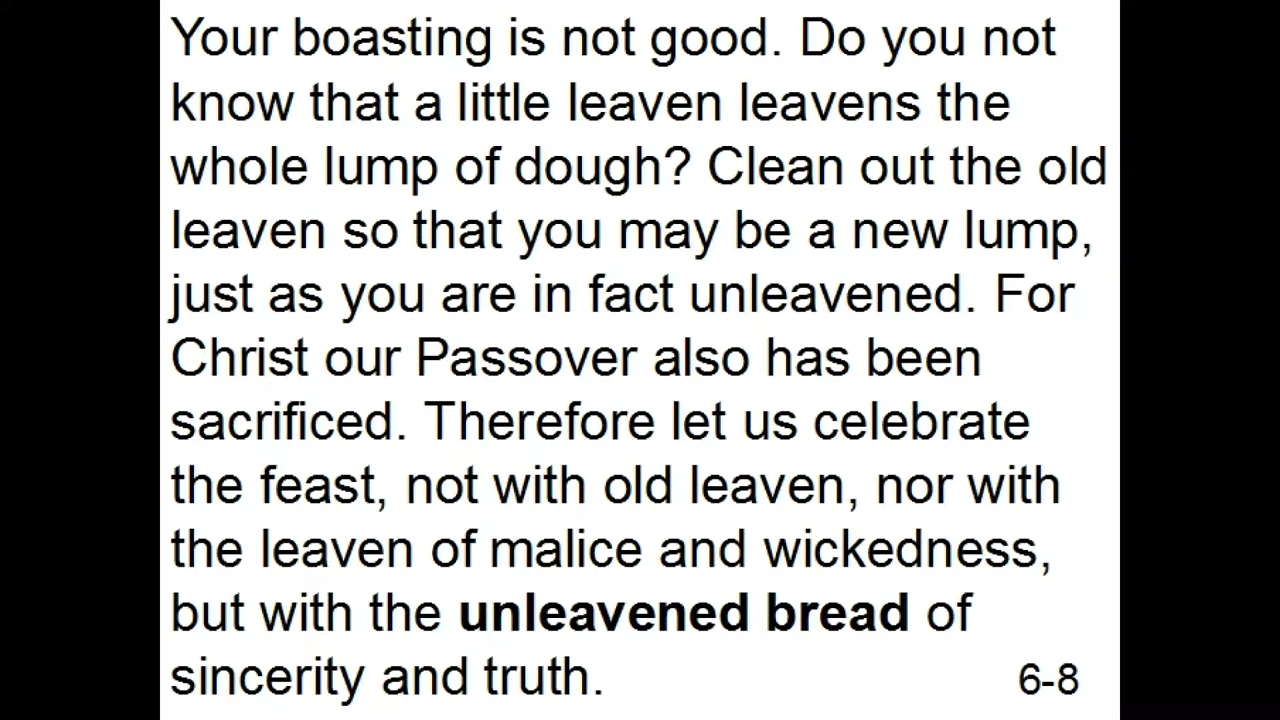 Your boasting is not good. Do you not
know that a little leaven leavens the
whole lump of dough? Clean out the old
leaven so that you may be a new lump,
just as you are in fact unleavened. For
Christ our Passover also has been
sacrificed. Therefore let us celebrate
the feast, not with old leaven, nor with
the leaven of malice and wickedness,
but with the unleavened bread of
sincerity and truth. 6-8